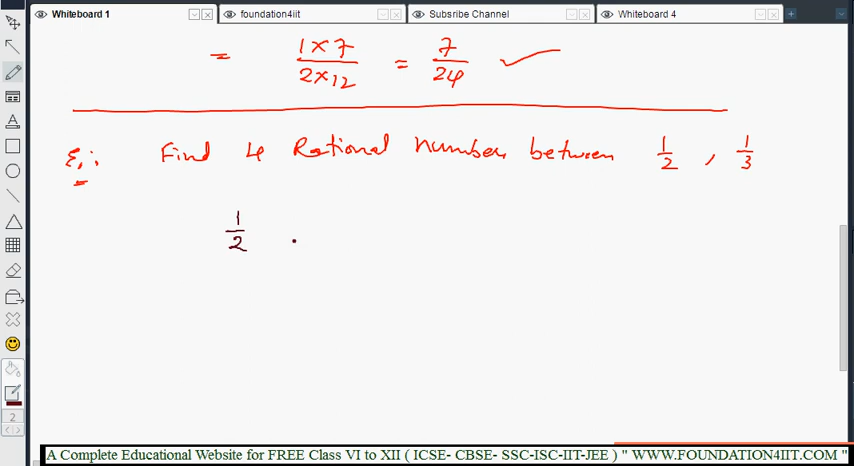 Whiteboard 1 foundation4iit Subsribe Channel Whiteboard 4
= 1 x 7 / 2 x 12 = 7 / 24
Ex: Find 4 Rational numbers between 1/2 , 1/3
1/2 .
2
A Complete Educational Website for FREE Class VI to XII ( ICSE- CBSE- SSC-ISC-IIT-JEE ) " WWW.FOUNDATION4IIT.COM "